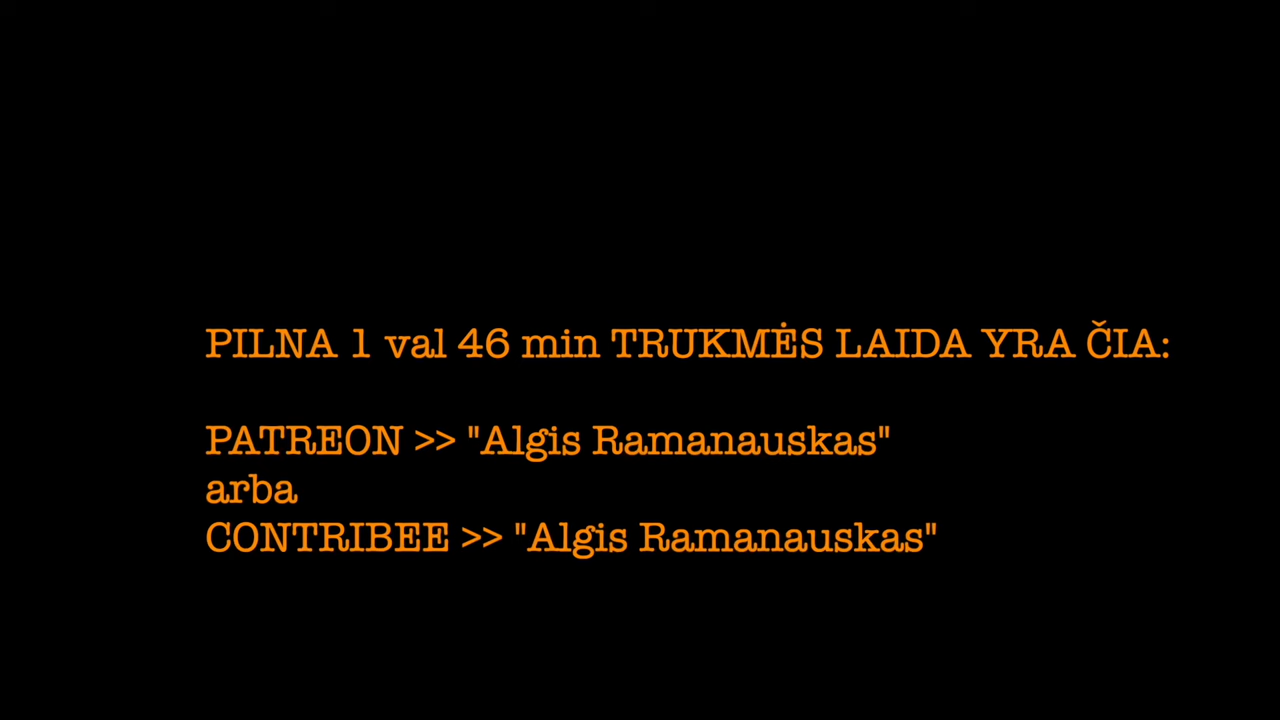 PILNA 1 val 46 min TRUKMĖS LAIDA YRA ČIA:
PATREON >> "Algis Ramanauskas"
arba
CONTRIBEE >> "Algis Ramanauskas"